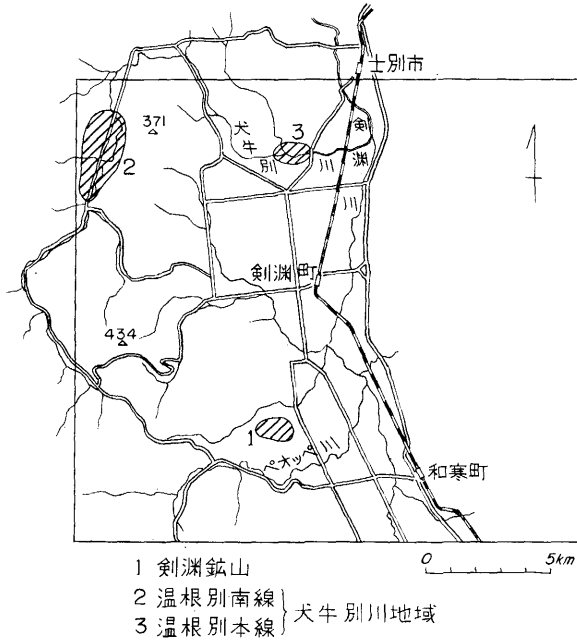 士別市
371
犬牛別川
3
剣淵川
2
剣淵町
434
1
ペオッペ川
和寒町
0 5km
1 剣淵鉱山
2 温根別南線
3 温根別本線
犬牛別川地域